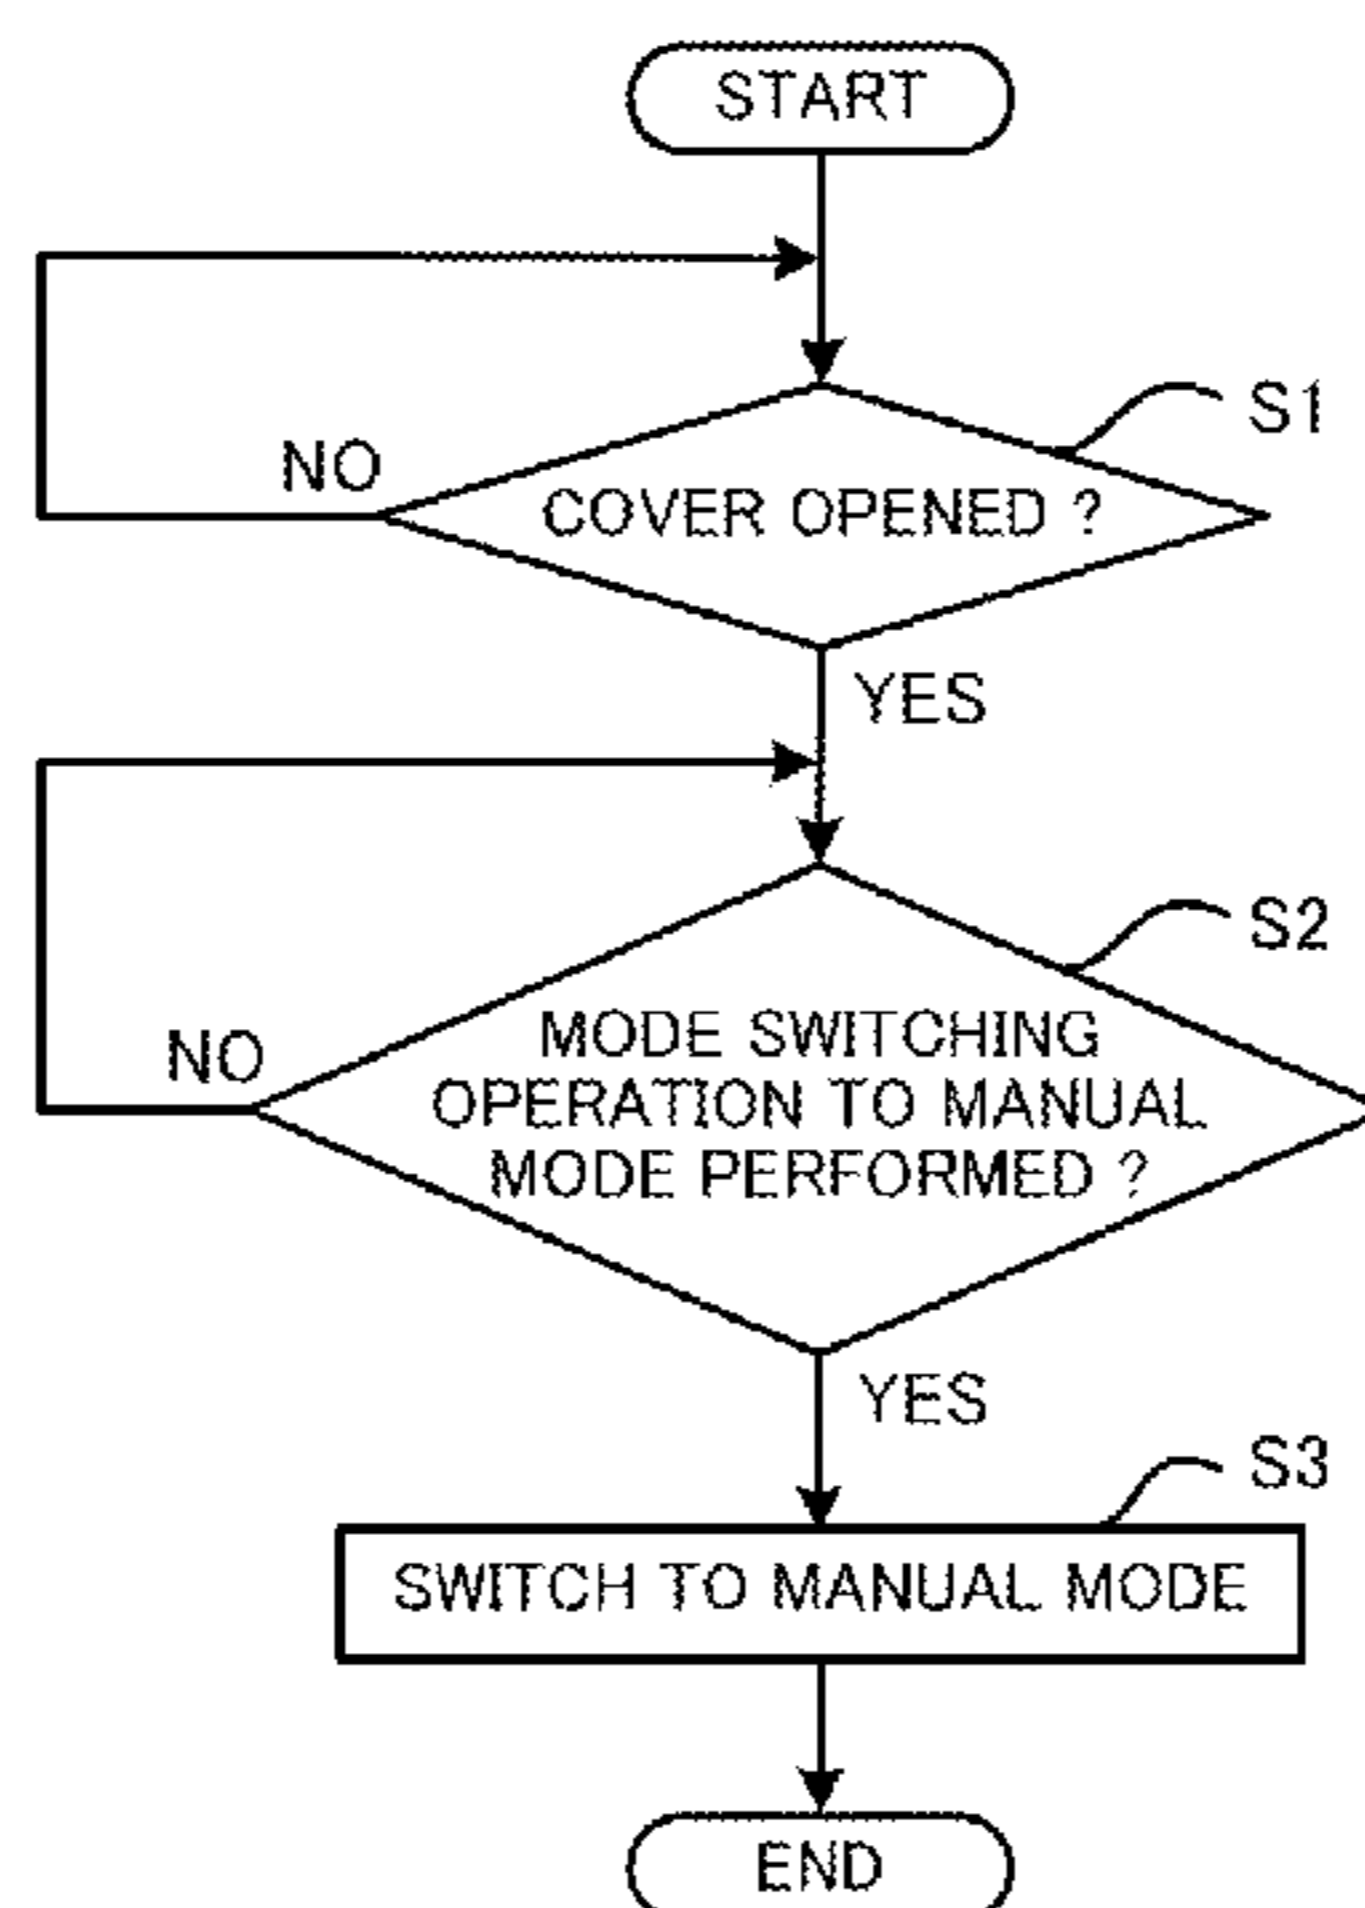 START
S1
NO
COVER OPENED ?
YES
S2
NO
MODE SWITCHING
OPERATION TO MANUAL
MODE PERFORMED ?
YES
S3
SWITCH TO MANUAL MODE
END